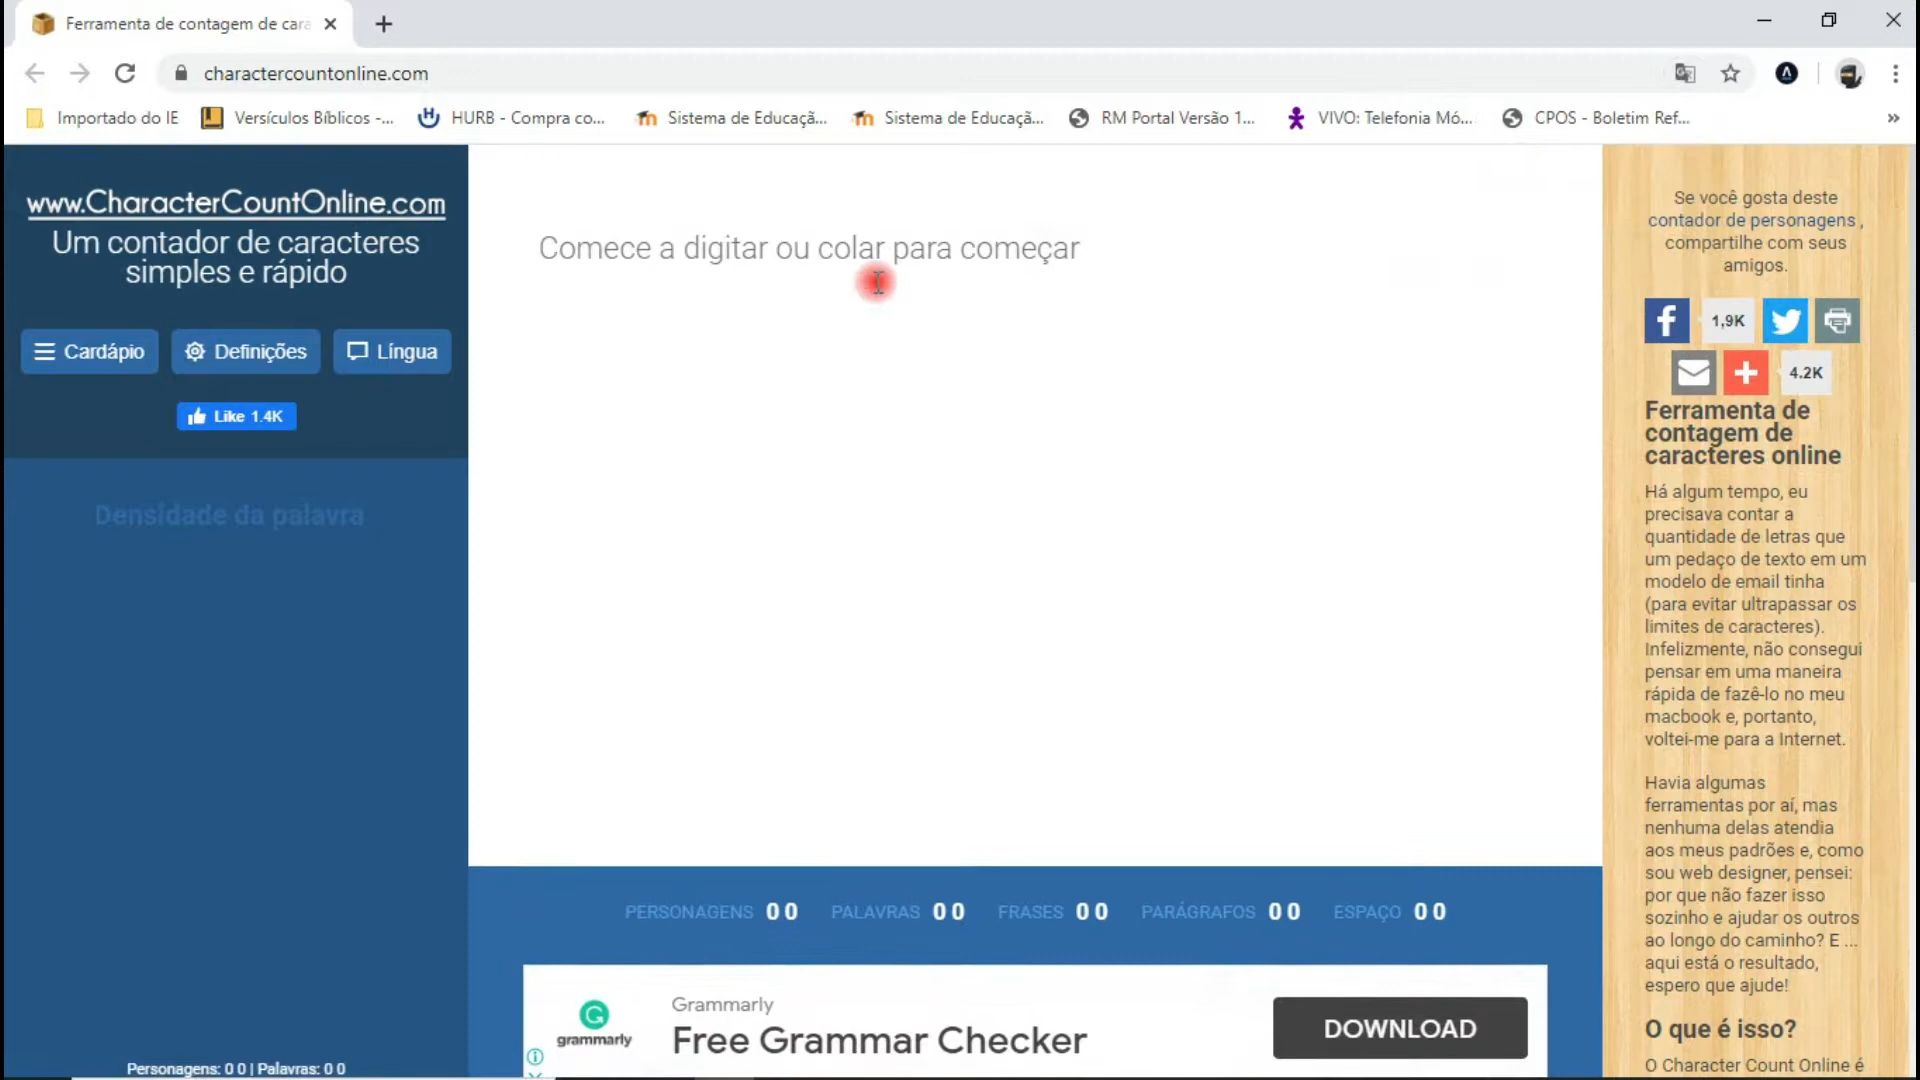 Ferramenta de contagem de cara
charactercountonline.com
Importado do IE
Versículos Bíblicos -...
HURB - Compra co...
Sistema de Educaçã...
Sistema de Educaçã...
RM Portal Versão 1...
VIVO: Telefonia Mó...
CPOS - Boletim Ref...
www.CharacterCountOnline.com
Um contador de caracteres
simples e rápido
Cardápio
Definições
Língua
Like 1.4K
Densidade da palavra
Personagens: 0 0 | Palavras: 0 0
Comece a digitar ou colar para começar
PERSONAGENS 0 0
PALAVRAS 0 0
FRASES 0 0
PARÁGRAFOS 0 0
ESPAÇO 0 0
G
grammarly
Grammarly
Free Grammar Checker
DOWNLOAD
Se você gosta deste
contador de personagens ,
compartilhe com seus
amigos.
1,9K
4.2K
Ferramenta de
contagem de
caracteres online
Há algum tempo, eu
precisava contar a
quantidade de letras que
um pedaço de texto em um
modelo de email tinha
(para evitar ultrapassar os
limites de caracteres).
Infelizmente, não consegui
pensar em uma maneira
rápida de fazê-lo no meu
macbook e, portanto,
voltei-me para a Internet.
Havia algumas
ferramentas por aí, mas
nenhuma delas atendia
aos meus padrões e, como
sou web designer, pensei:
por que não fazer isso
sozinho e ajudar os outros
ao longo do caminho? E ...
aqui está o resultado,
espero que ajude!
O que é isso?
O Character Count Online é